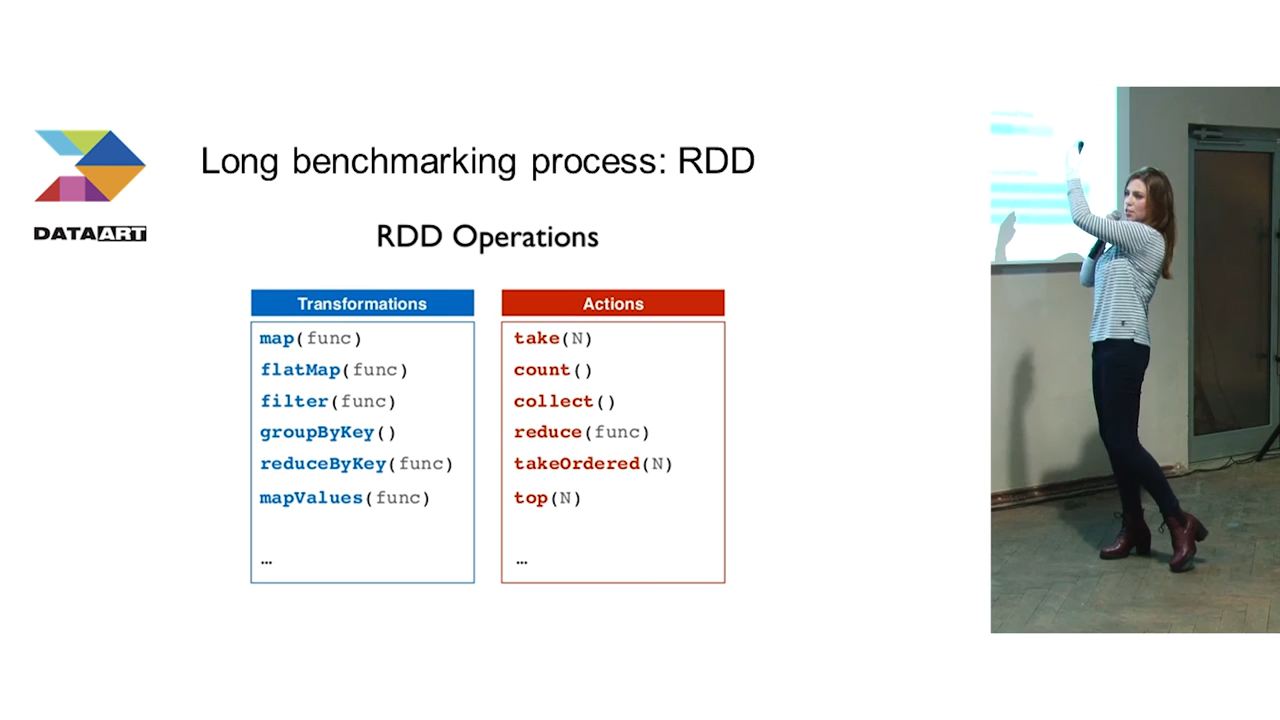 Long benchmarking process: RDD
DATAART
RDD Operations
Transformations
map(func)
flatMap(func)
filter(func)
groupByKey()
reduceByKey(func)
mapValues(func)
…
Actions
take(N)
count()
collect()
reduce(func)
takeOrdered(N)
top(N)
…